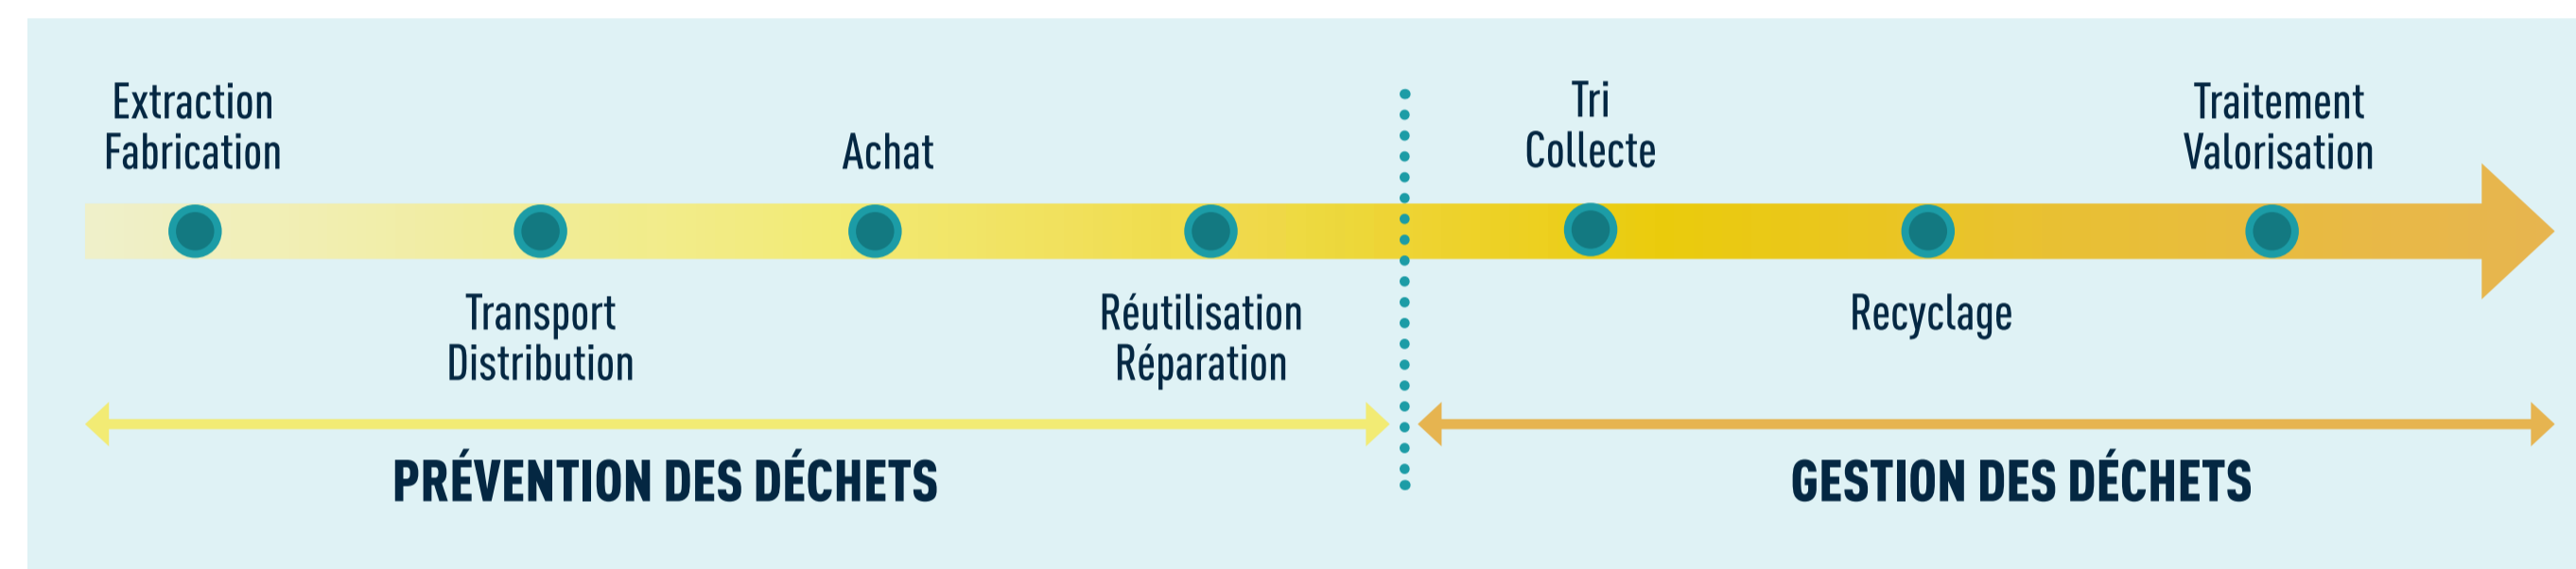 Extraction
Fabrication
Transport
Distribution
Achat
Réutilisation
Réparation
Tri
Collecte
Recyclage
Traitement
Valorisation
PRÉVENTION DES DÉCHETS
GESTION DES DÉCHETS